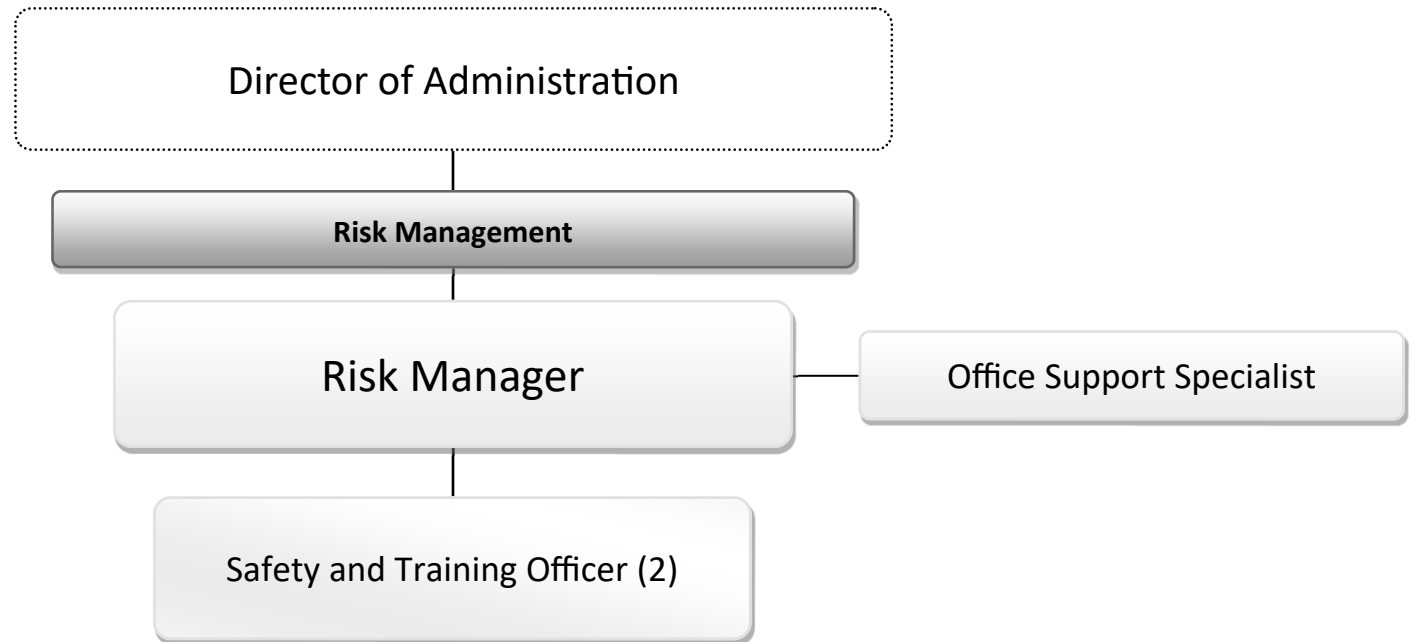 Director of Administration
Risk Management
Risk Manager
Office Support Specialist
Safety and Training Officer (2)